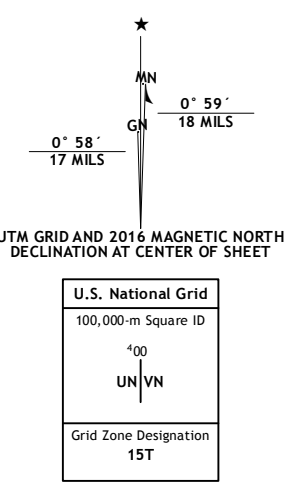 ★
MN
0° 59´
18 MILS
GN
0° 58´
17 MILS
UTM GRID AND 2016 MAGNETIC NORTH
DECLINATION AT CENTER OF SHEET
U.S. National Grid
100,000-m Square ID
⁴00
UN VN
Grid Zone Designation
15T